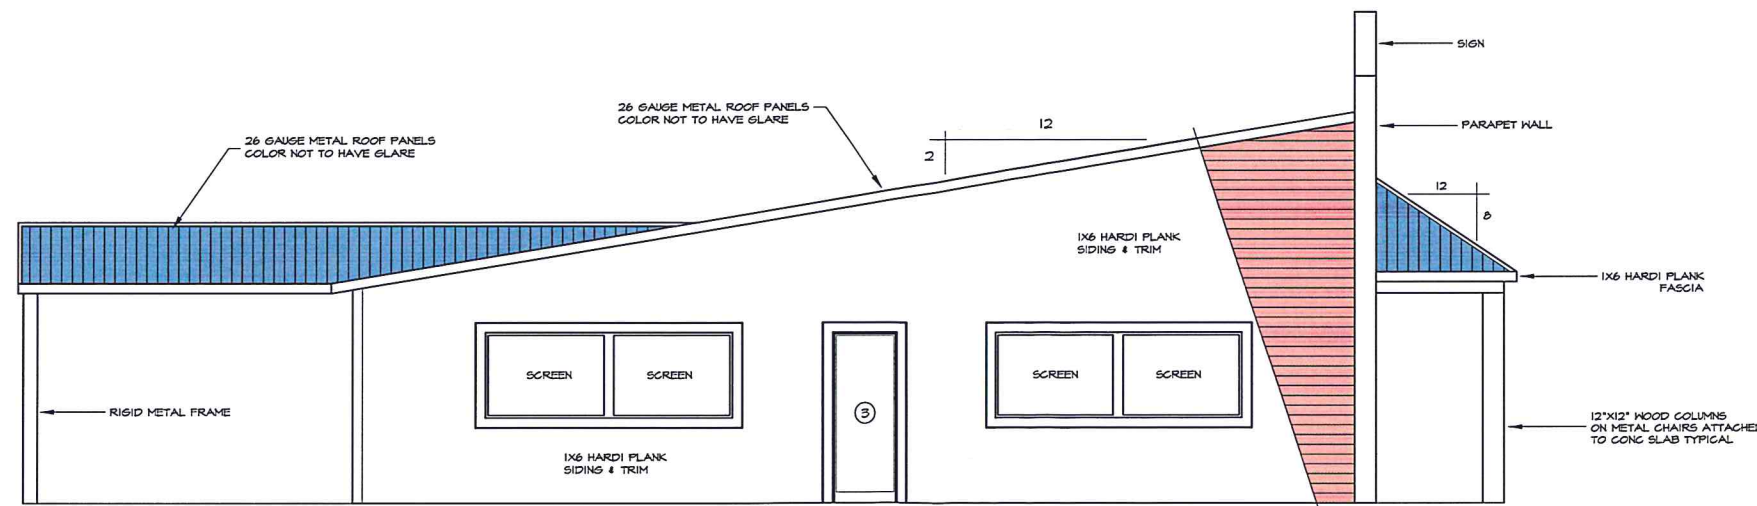 SIGN
26 GAUGE METAL ROOF PANELS
COLOR NOT TO HAVE GLARE
12
2
PARAPET WALL
26 GAUGE METAL ROOF PANELS
COLOR NOT TO HAVE GLARE
12
8
1X6 HARDI PLANK
SIDING & TRIM
1X6 HARDI PLANK
FASCIA
SCREEN
SCREEN
SCREEN
SCREEN
3
RIGID METAL FRAME
12"X12" WOOD COLUMNS
ON METAL CHAIRS ATTACHED
TO CONC SLAB TYPICAL
1X6 HARDI PLANK
SIDING & TRIM